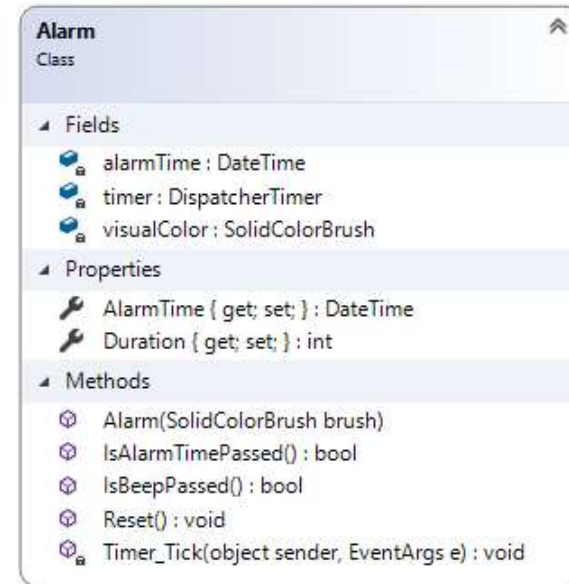 Alarm
Class
Fields
alarmTime : DateTime
timer : DispatcherTimer
visualColor : SolidColorBrush
Properties
AlarmTime { get; set; } : DateTime
Duration { get; set; } : int
Methods
Alarm(SolidColorBrush brush)
IsAlarmTimePassed() : bool
IsBeepPassed() : bool
Reset() : void
Timer_Tick(object sender, EventArgs e) : void